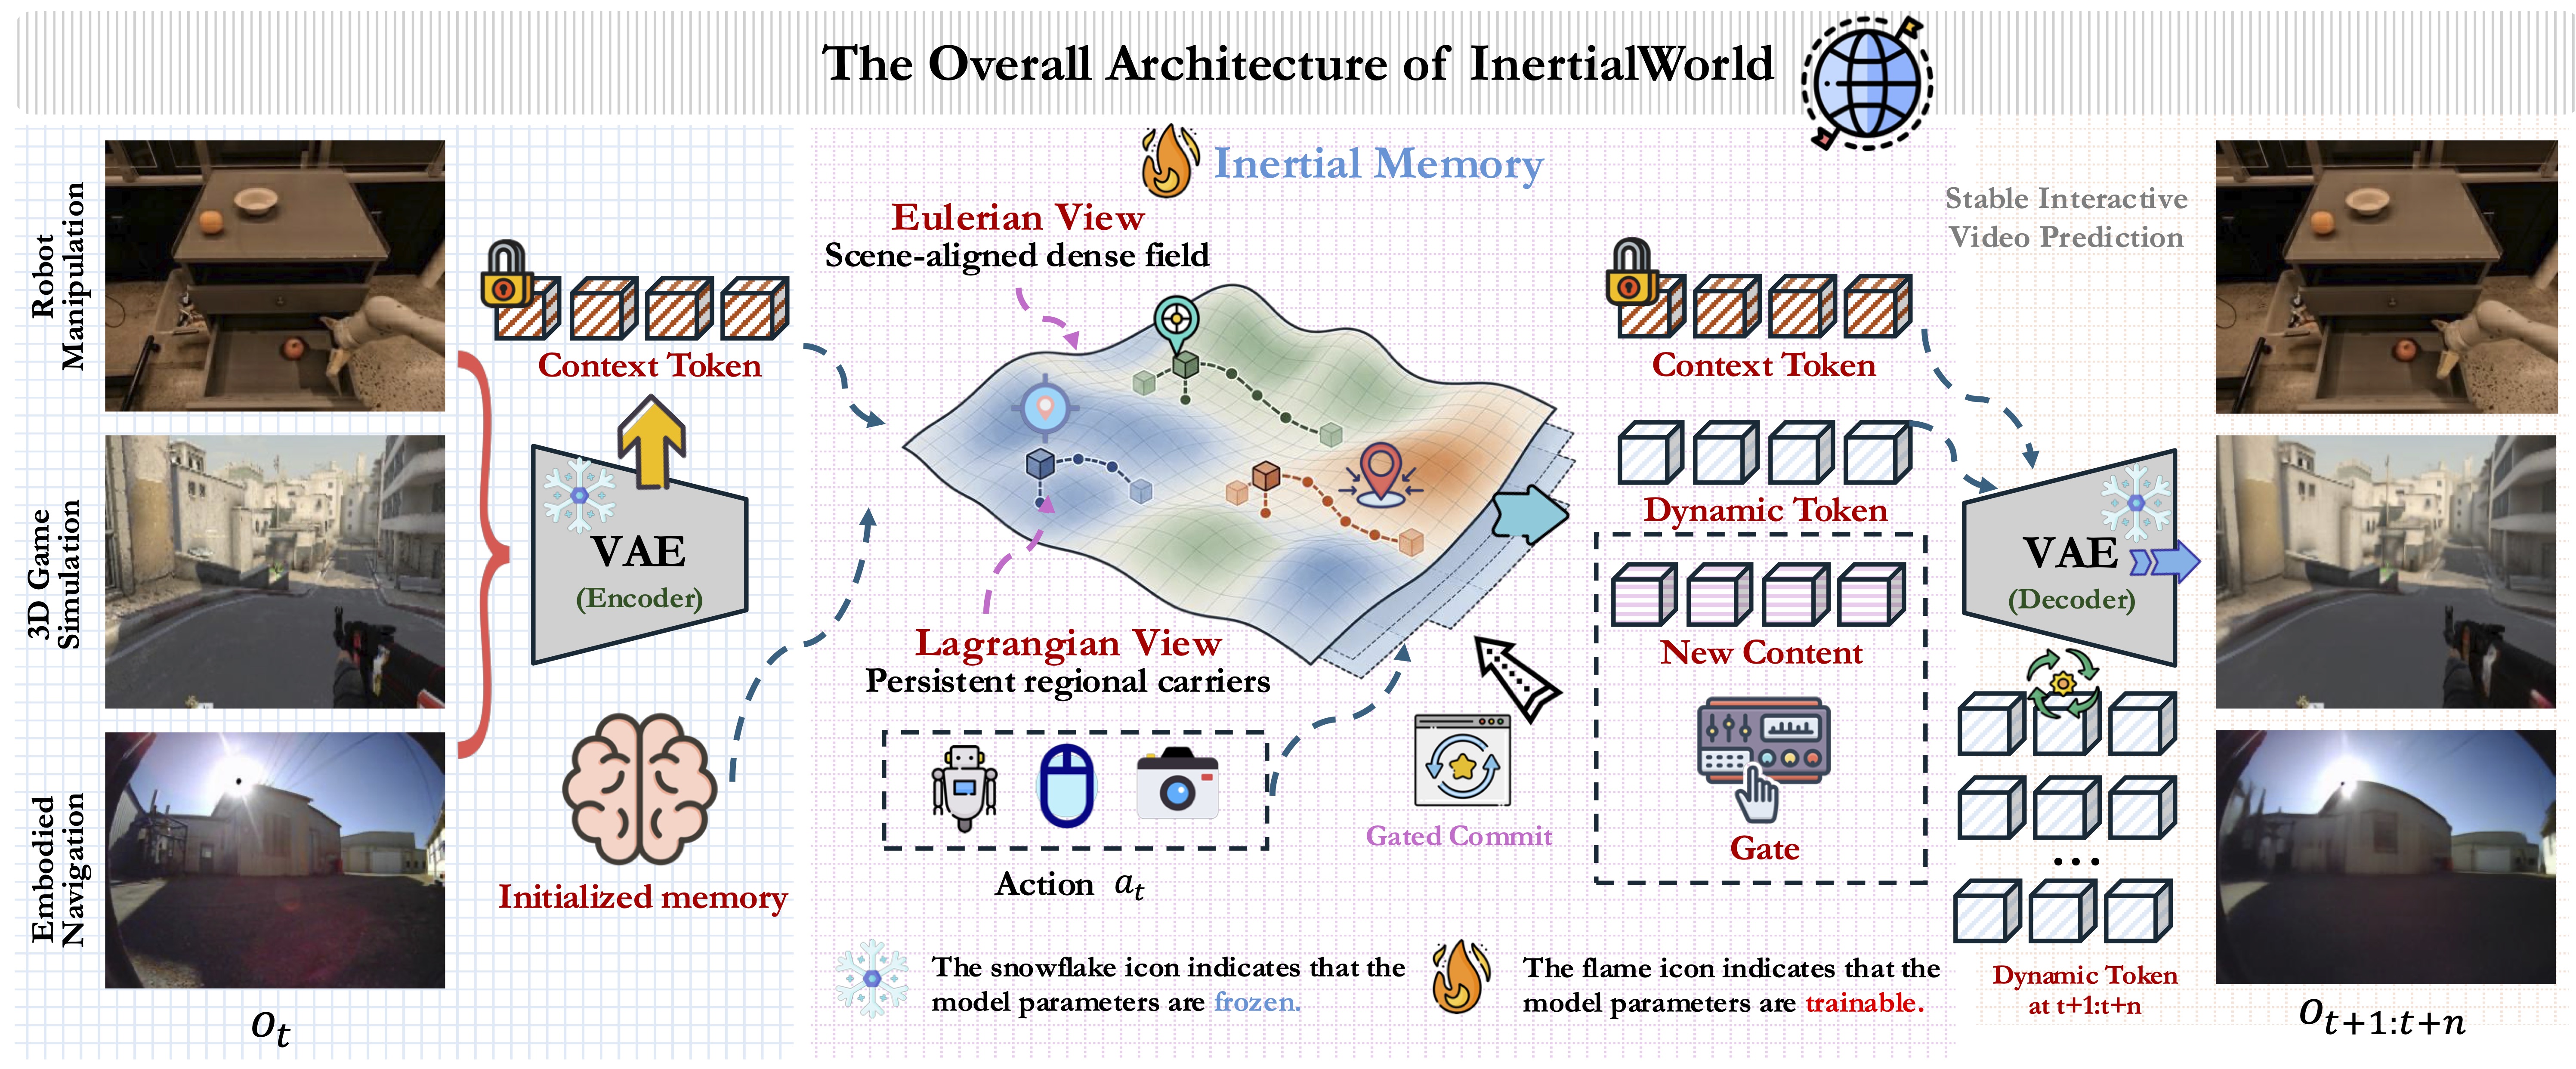 The Overall Architecture of InertialWorld
Robot
Manipulation
3D Game
Simulation
Embodied
Navigation
o_t
Context Token
VAE
(Encoder)
Initialized memory
Inertial Memory
Eulerian View
Scene-aligned dense field
Lagrangian View
Persistent regional carriers
Action a_t
Gated Commit
Context Token
Dynamic Token
New Content
Gate
Stable Interactive
Video Prediction
VAE
(Decoder)
...
Dynamic Token
at t+1:t+n
o_{t+1:t+n}
The snowflake icon indicates that the
model parameters are frozen.
The flame icon indicates that the
model parameters are trainable.